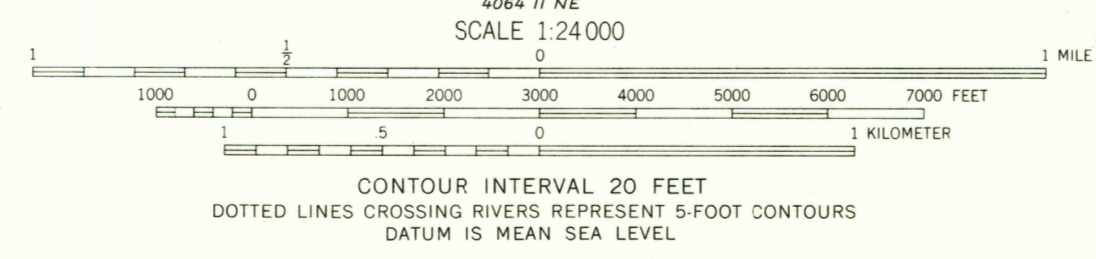 4064 II NE
SCALE 1:24 000
1 ½ 0 1 MILE
1000 0 1000 2000 3000 4000 5000 6000 7000 FEET
1 .5 0 1 KILOMETER
CONTOUR INTERVAL 20 FEET
DOTTED LINES CROSSING RIVERS REPRESENT 5-FOOT CONTOURS
DATUM IS MEAN SEA LEVEL